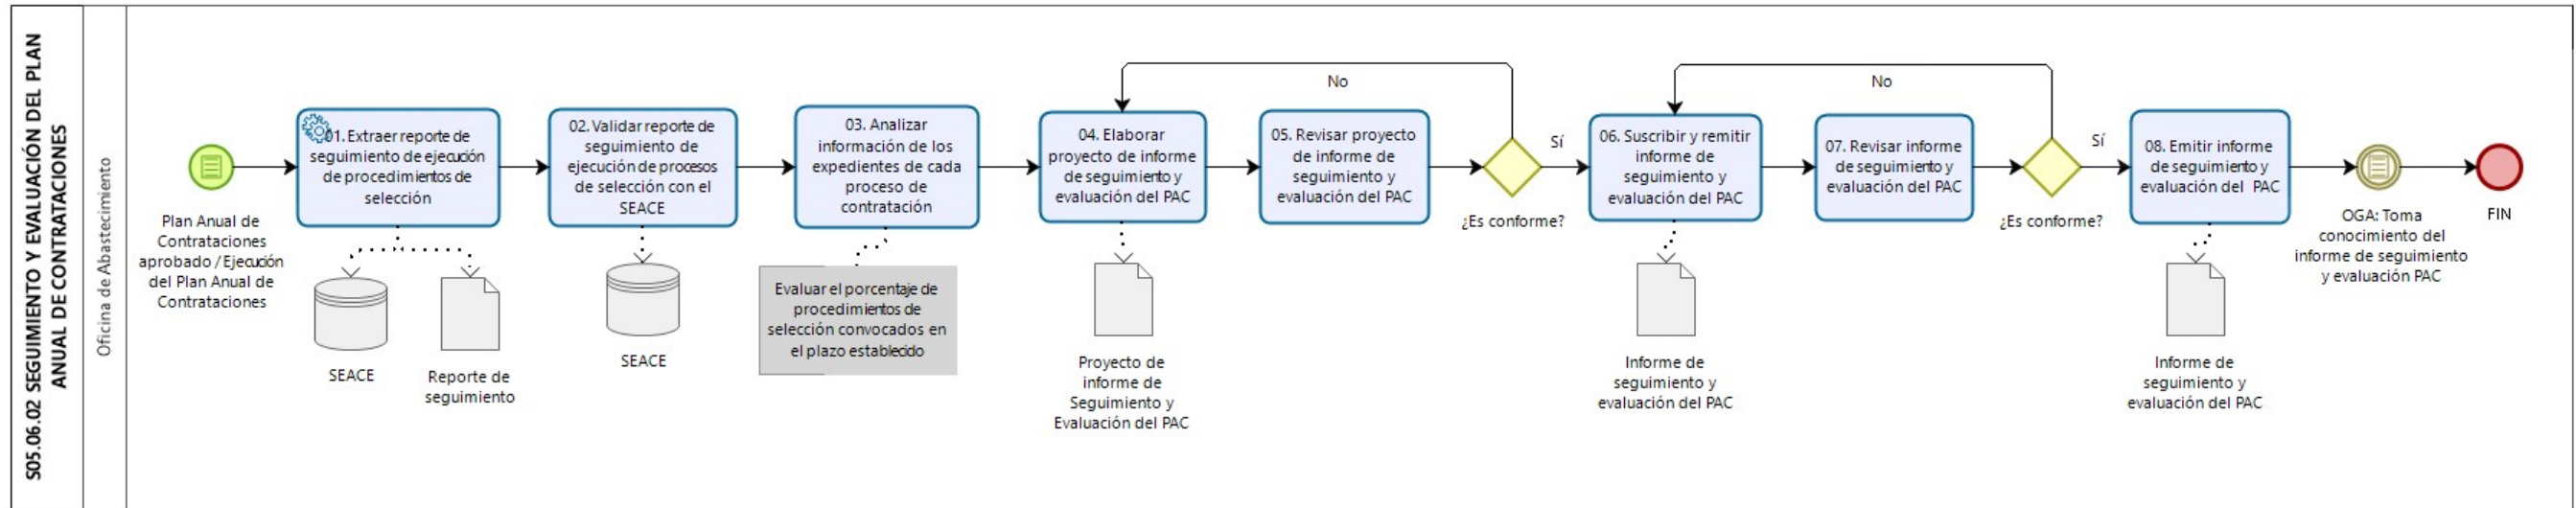 S05.06.02 SEGUIMIENTO Y EVALUACIÓN DEL PLAN
ANUAL DE CONTRATACIONES
Oficina de Abastecimiento
Plan Anual de
Contrataciones
aprobado / Ejecución
del Plan Anual de
Contrataciones
01. Extraer reporte de
seguimiento de ejecución
de procedimientos de
selección
SEACE
Reporte de
seguimiento
02. Validar reporte de
seguimiento de
ejecución de procesos
de selección con el
SEACE
SEACE
03. Analizar
información de los
expedientes de cada
proceso de
contratación
Evaluar el porcentaje de
procedimientos de
selección convocados en
el plazo establecido
04. Elaborar
proyecto de informe
de seguimiento y
evaluación del PAC
Proyecto de
informe de
Seguimiento y
Evaluación del PAC
05. Revisar proyecto
de informe de
seguimiento y
evaluación del PAC
No
¿Es conforme?
Sí
06. Suscribir y remitir
informe de
seguimiento y
evaluación del PAC
Informe de
seguimiento y
evaluación del PAC
07. Revisar informe
de seguimiento y
evaluación del PAC
No
¿Es conforme?
Sí
08. Emitir informe
de seguimiento y
evaluación del PAC
Informe de
seguimiento y
evaluación del PAC
OGA: Toma
conocimiento del
informe de seguimiento
y evaluación PAC
FIN